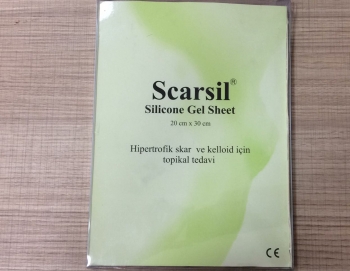 Scarsil®
Silicone Gel Sheet
20 cm x 30 cm
Hipertrofik skar ve kelloid için
topikal tedavi
CE